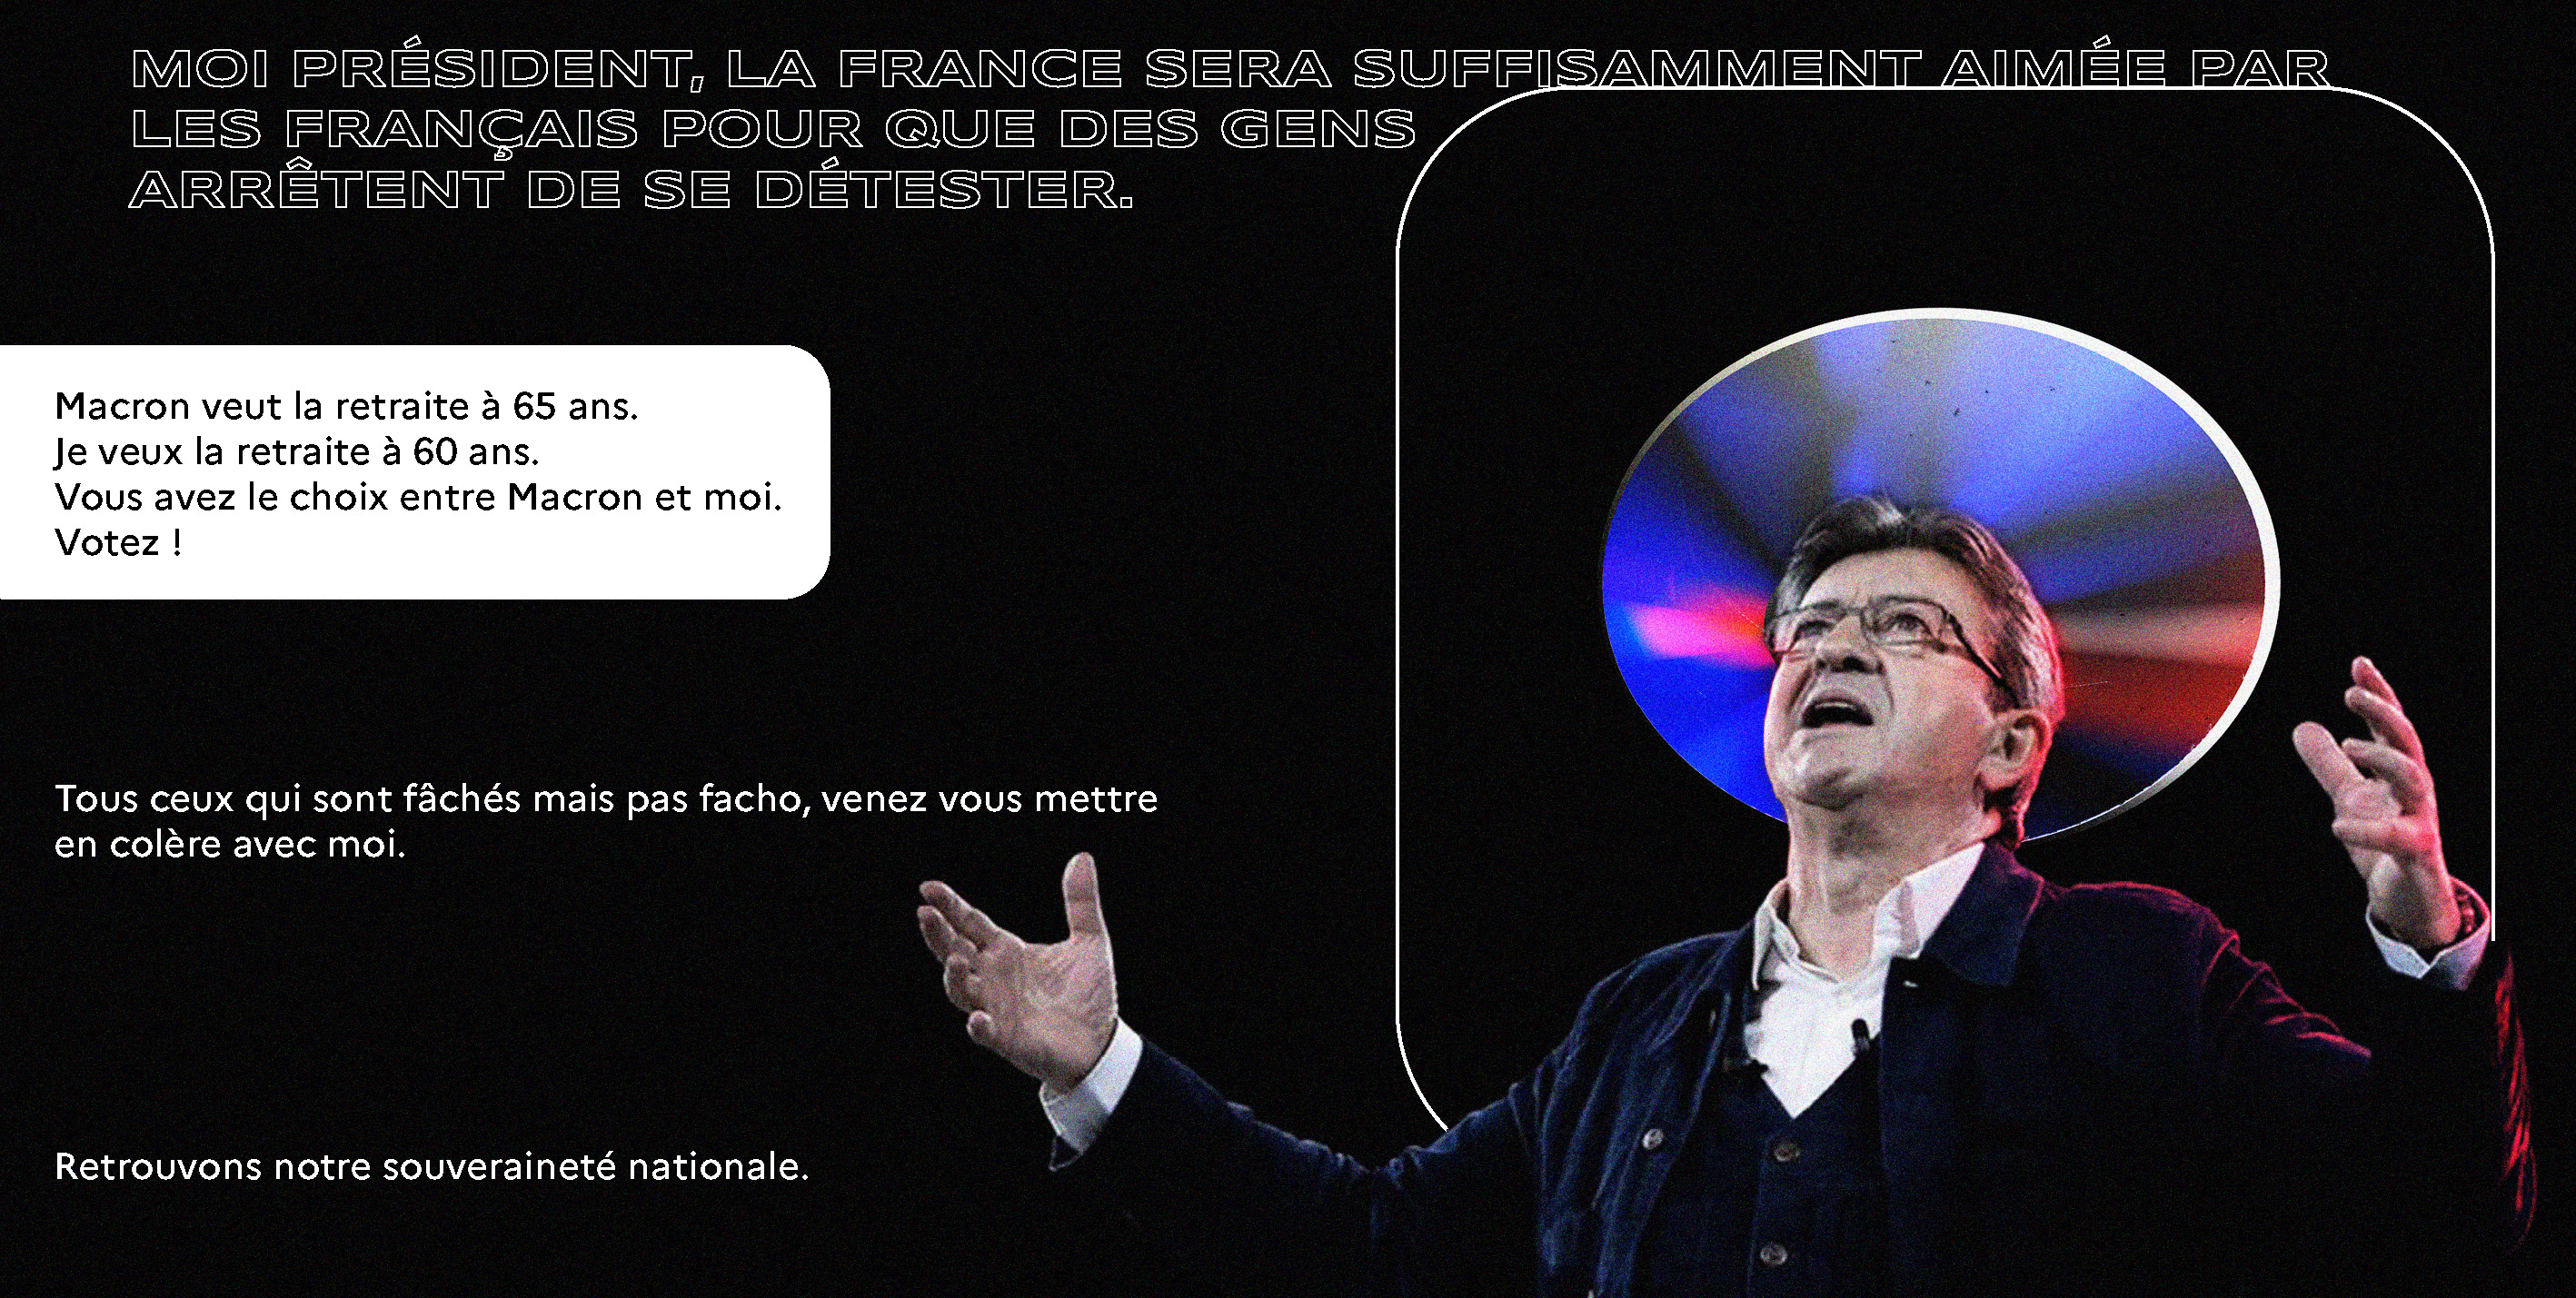 MOI PRÉSIDENT, LA FRANCE SERA SUFFISAMMENT AIMÉE PAR
LES FRANÇAIS POUR QUE DES GENS
ARRÊTENT DE SE DÉTESTER.
Macron veut la retraite à 65 ans.
Je veux la retraite à 60 ans.
Vous avez le choix entre Macron et moi.
Votez !
Tous ceux qui sont fâchés mais pas facho, venez vous mettre
en colère avec moi.
Retrouvons notre souveraineté nationale.